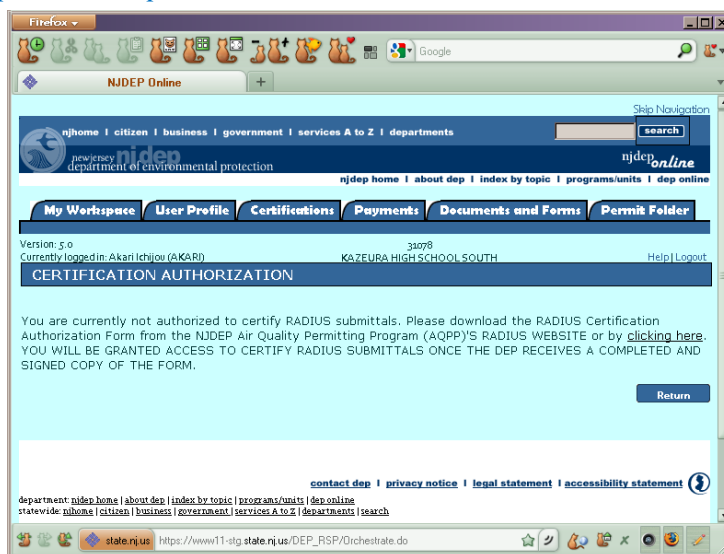 Firefox
Google
NJDEP Online
+
Skip Navigation
njhome | citizen | business | government | services A to Z | departments
search
newjersey njdep
department of environmental protection
njdeponline
njdep home | about dep | index by topic | programs/units | dep online
My Workspace User Profile Certifications Payments Documents and Forms Permit Folder
Version: 5.0 31078
Currently logged in: Akari Ichijou (AKARI) KAZEURA HIGH SCHOOL SOUTH Help | Logout
CERTIFICATION AUTHORIZATION
You are currently not authorized to certify RADIUS submittals. Please download the RADIUS Certification
Authorization Form from the NJDEP Air Quality Permitting Program (AQPP)'S RADIUS WEBSITE or by clicking here.
YOU WILL BE GRANTED ACCESS TO CERTIFY RADIUS SUBMITTALS ONCE THE DEP RECEIVES A COMPLETED AND
SIGNED COPY OF THE FORM.
Return
contact dep | privacy notice | legal statement | accessibility statement
department: njdep home | about dep | index by topic | programs/units | dep online
statewide: njhome | citizen | business | government | services A to Z | departments | search
state.nj.us https://www11-stg.state.nj.us/DEP_RSP/Orchestrate.do